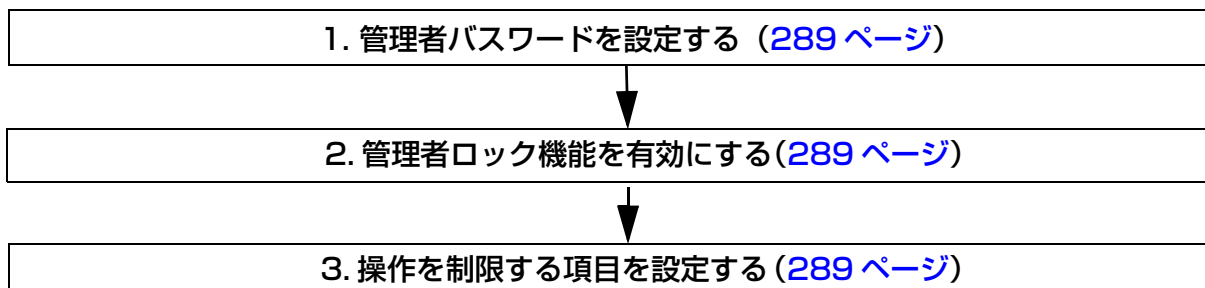 1. 管理者パスワードを設定する（289 ページ）
2. 管理者ロック機能を有効にする（289 ページ）
3. 操作を制限する項目を設定する（289 ページ）